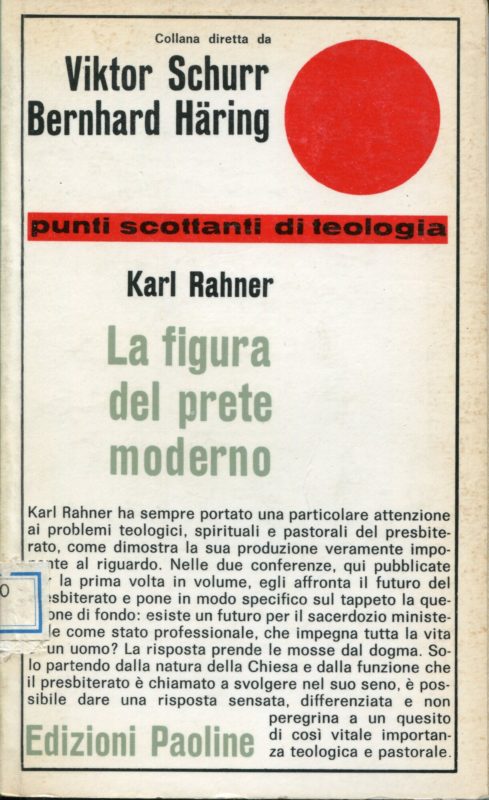 Collana diretta da
Viktor Schurr
Bernhard Häring
punti scottanti di teologia
Karl Rahner
La figura
del prete
moderno
Karl Rahner ha sempre portato una particolare attenzione
ai problemi teologici, spirituali e pastorali del presbite-
rato, come dimostra la sua produzione veramente impo-
nente al riguardo. Nelle due conferenze, qui pubblicate
la prima volta in volume, egli affronta il futuro del
esbiterato e pone in modo specifico sul tappeto la que-
one di fondo: esiste un futuro per il sacerdozio ministe-
le come stato professionale, che impegna tutta la vita
un uomo? La risposta prende le mosse dal dogma. So-
lo partendo dalla natura della Chiesa e dalla funzione che
il presbiterato è chiamato a svolgere nel suo seno, è pos-
sibile dare una risposta sensata, differenziata e non
peregrina a un quesito
di così vitale importan-
za teologica e pastorale.
Edizioni Paoline